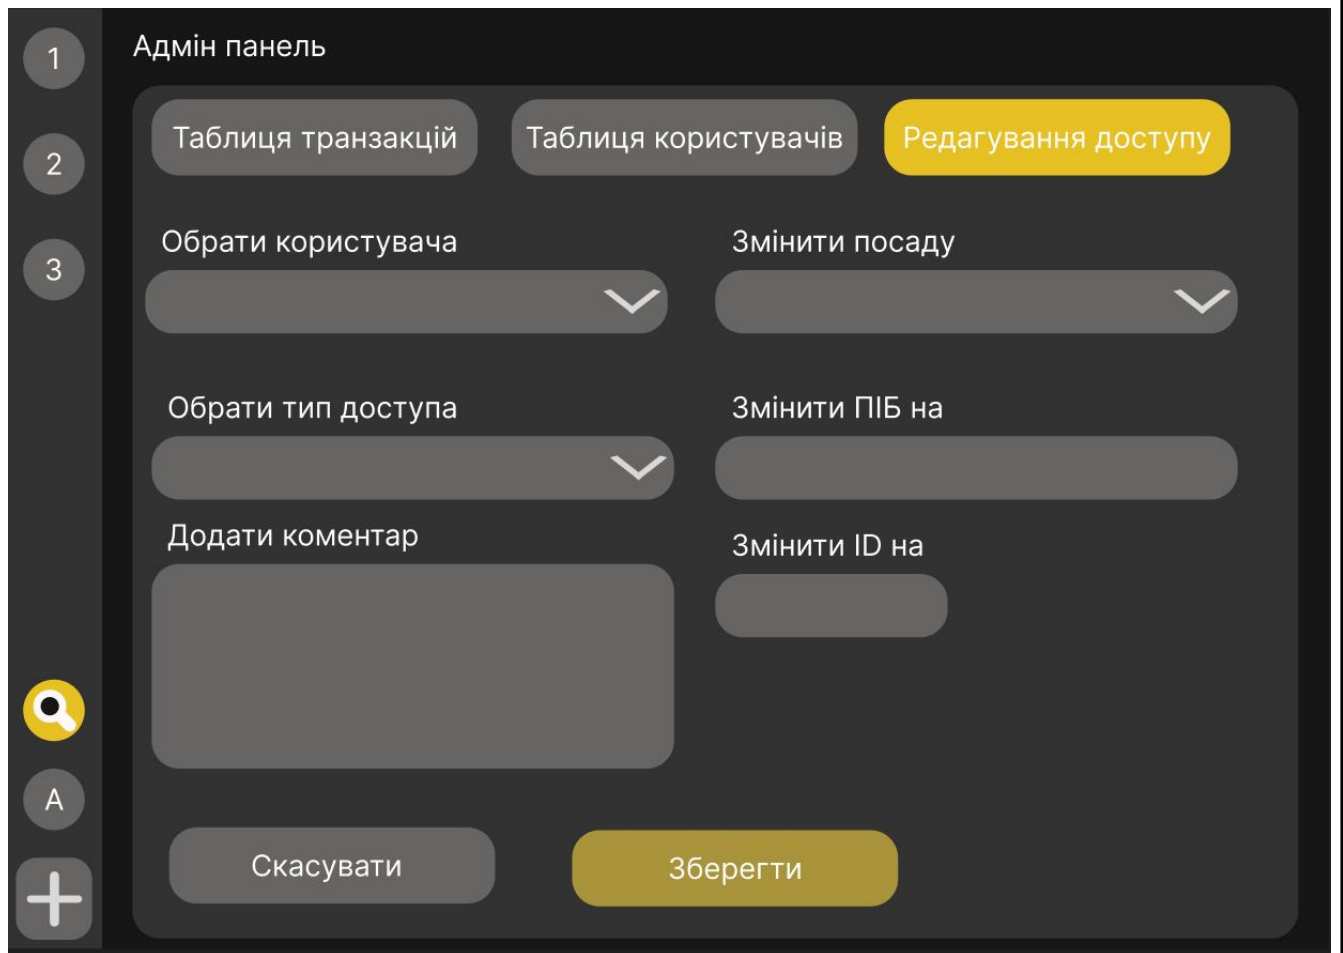 1
2
3
A
Адмін панель
Таблиця транзакцій
Таблиця користувачів
Редагування доступу
Обрати користувача
Змінити посаду
Обрати тип доступа
Змінити ПІБ на
Додати коментар
Змінити ID на
Скасувати
Зберегти